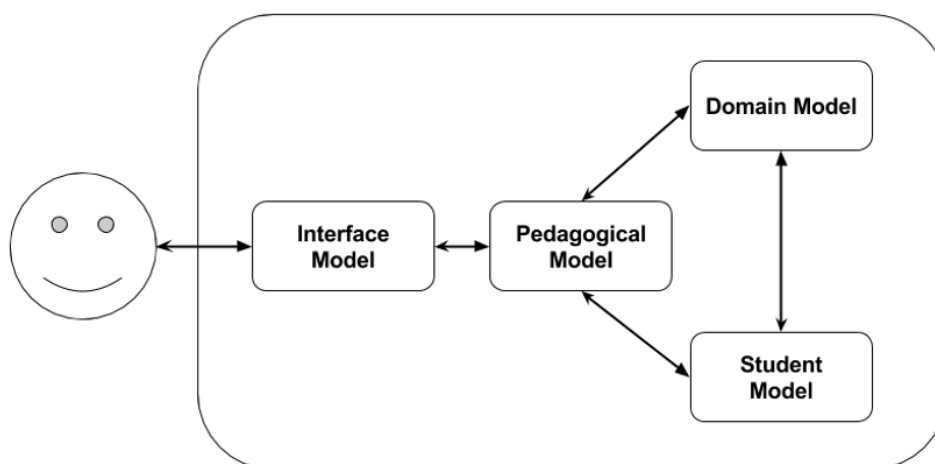 Domain Model
Interface
Model
Pedagogical
Model
Student
Model